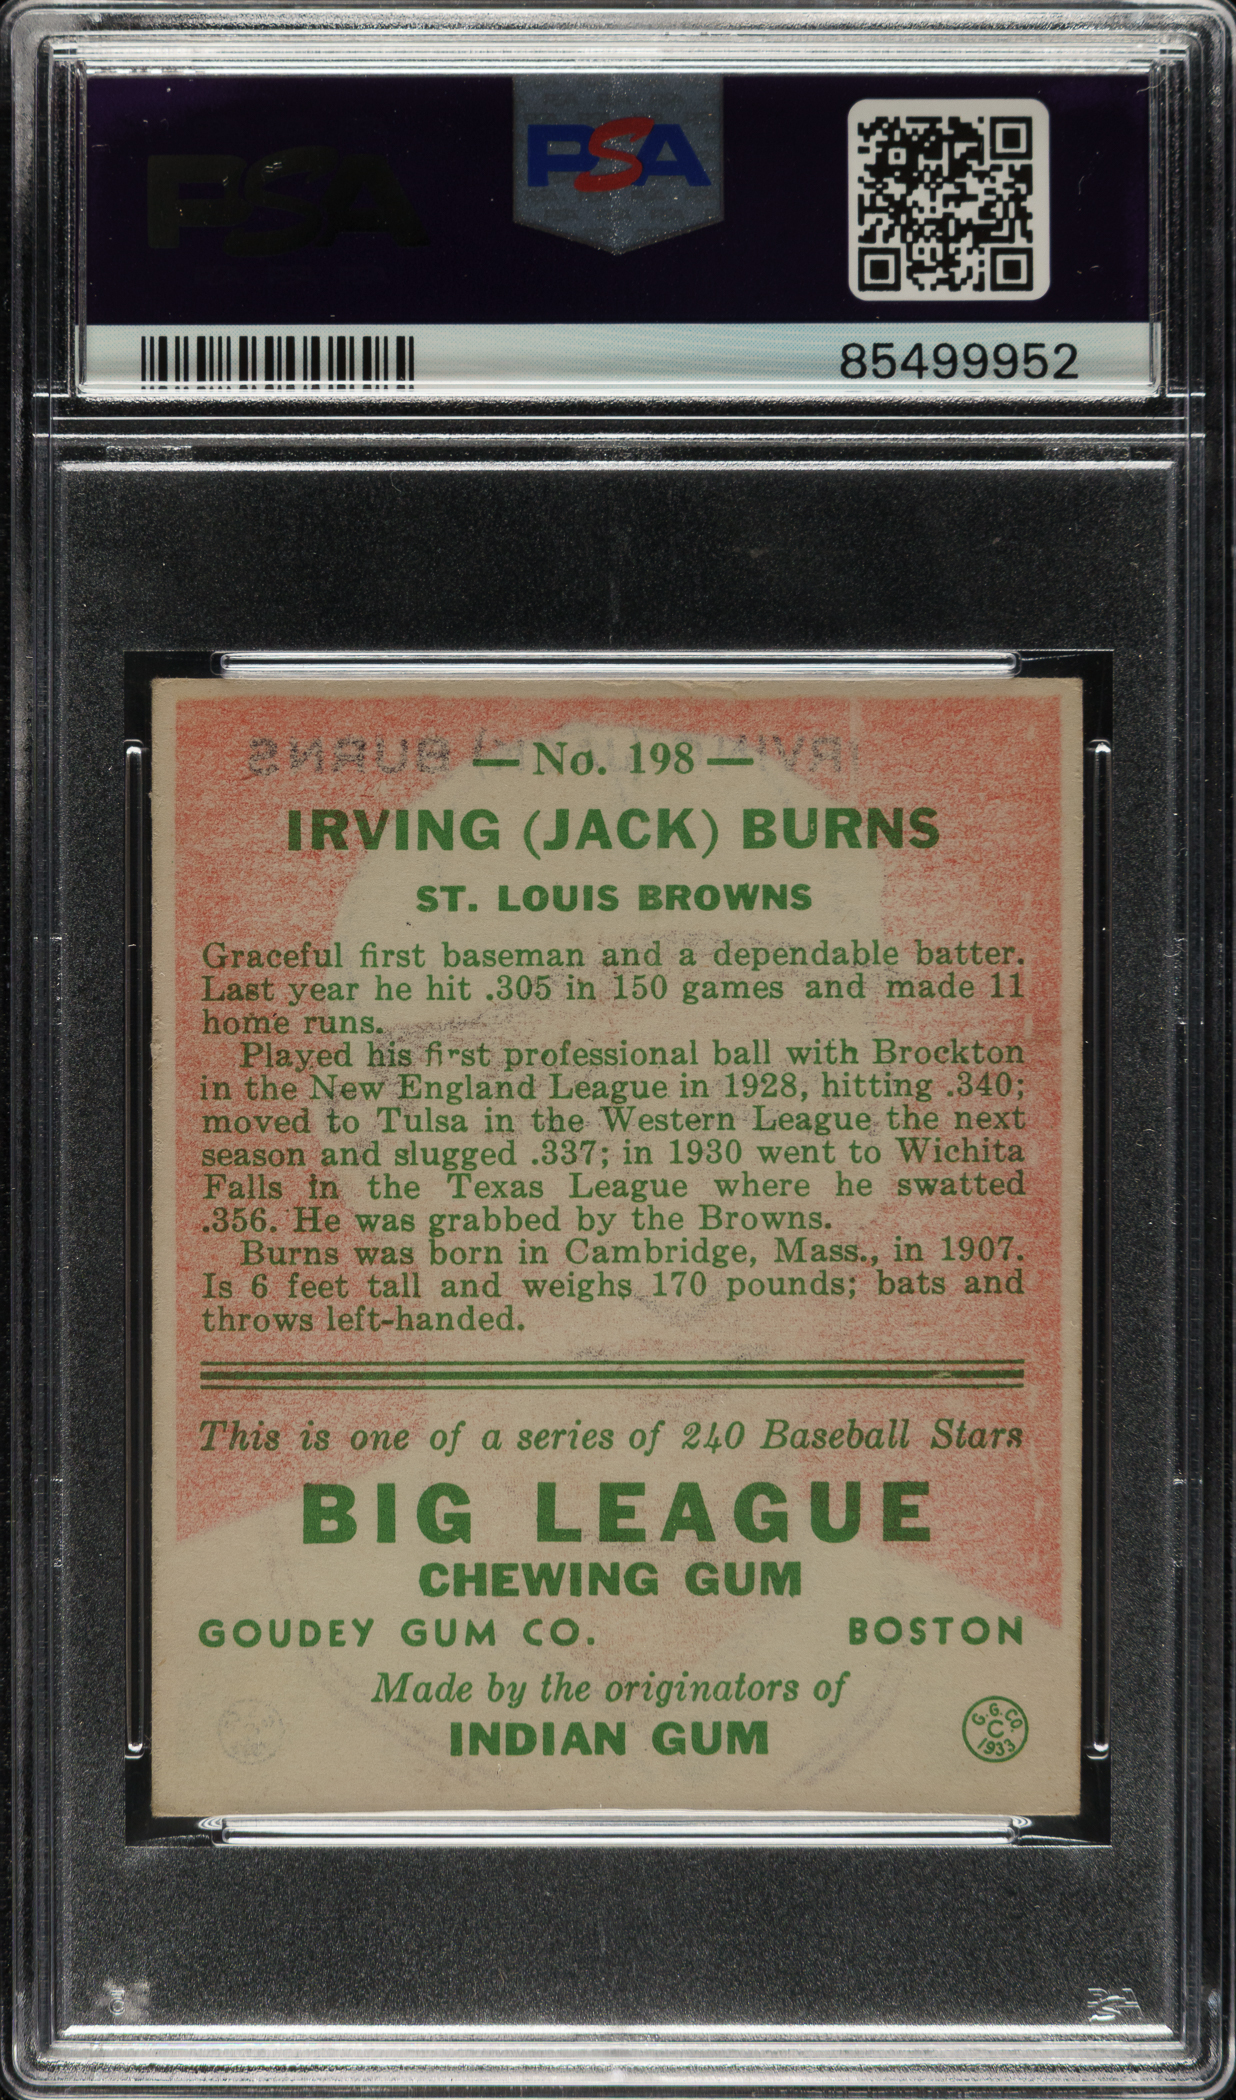 PSA
PSA
85499952
IRVING (JACK) BURNS
— No. 198 —
IRVING (JACK) BURNS
ST. LOUIS BROWNS
Graceful first baseman and a dependable batter.
Last year he hit .305 in 150 games and made 11
home runs.
Played his first professional ball with Brockton
in the New England League in 1928, hitting .340;
moved to Tulsa in the Western League the next
season and slugged .337; in 1930 went to Wichita
Falls in the Texas League where he swatted
.356. He was grabbed by the Browns.
Burns was born in Cambridge, Mass., in 1907.
Is 6 feet tall and weighs 170 pounds; bats and
throws left-handed.
This is one of a series of 240 Baseball Stars
BIG LEAGUE
CHEWING GUM
GOUDEY GUM CO. BOSTON
Made by the originators of
INDIAN GUM
G.G.CO.
C
1933
PSA